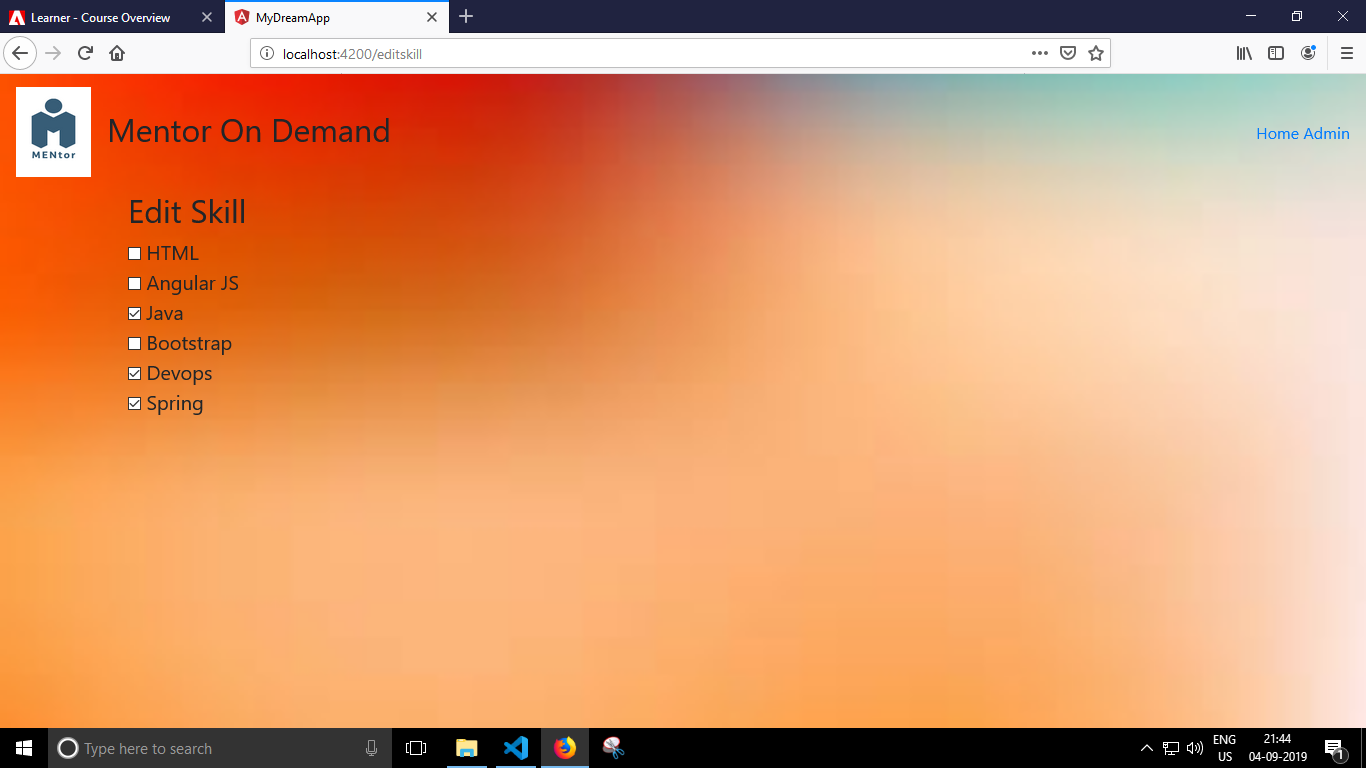 Learner - Course Overview
MyDreamApp
localhost:4200/editskill
MENtor
Mentor On Demand
Home Admin
Edit Skill
HTML
Angular JS
Java
Bootstrap
Devops
Spring
Type here to search
ENG
US
21:44
04-09-2019
1